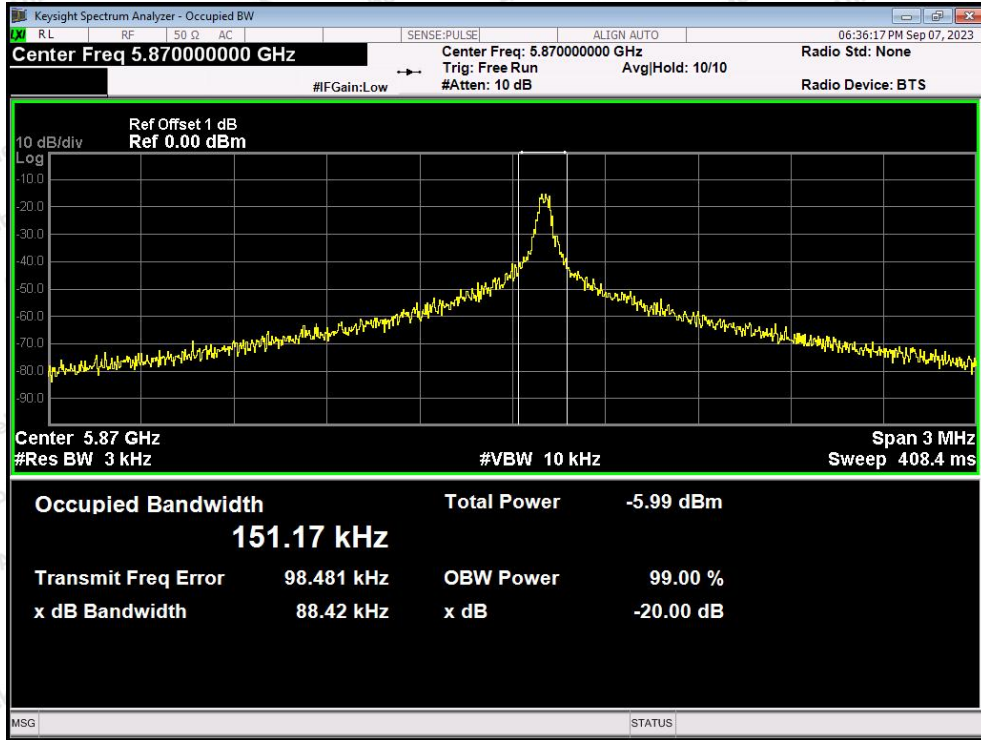 Keysight Spectrum Analyzer - Occupied BW
LXI RL RF 50 Ω AC SENSE:PULSE ALIGN AUTO 06:36:17 PM Sep 07, 2023
Center Freq 5.870000000 GHz Center Freq: 5.870000000 GHz Radio Std: None
Trig: Free Run Avg|Hold: 10/10
#IFGain:Low #Atten: 10 dB Radio Device: BTS
Ref Offset 1 dB
10 dB/div Ref 0.00 dBm
Log
-10.0
-20.0
-30.0
-40.0
-50.0
-60.0
-70.0
-80.0
-90.0
Center 5.87 GHz Span 3 MHz
#Res BW 3 kHz #VBW 10 kHz Sweep 408.4 ms
Occupied Bandwidth Total Power -5.99 dBm
151.17 kHz
Transmit Freq Error 98.481 kHz OBW Power 99.00 %
x dB Bandwidth 88.42 kHz x dB -20.00 dB
MSG STATUS